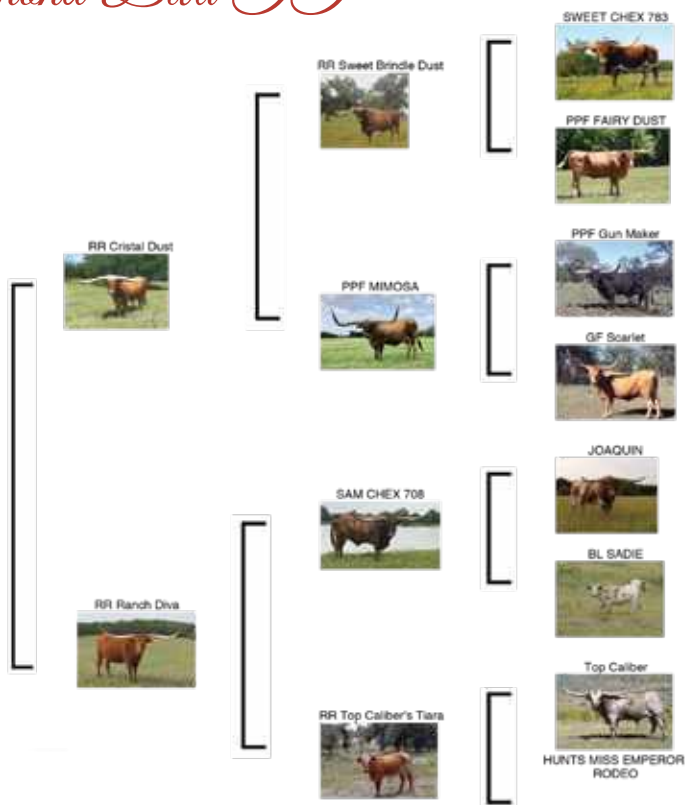 SWEET CHEX 783
RR Sweet Brindle Dust
PPF FAIRY DUST
RR Cristal Dust
PPF Gun Maker
PPF MIMOSA
GF Scarlet
JOAQUIN
SAM CHEX 708
BL SADIE
RR Ranch Diva
Top Caliber
RR Top Caliber's Tiara
HUNTS MISS EMPEROR
RODEO